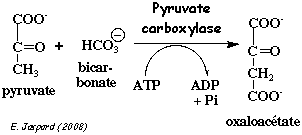 Pyruvate
carboxylase
COO-
C=O
CH3
pyruvate
+
HCO3-
bicar-
bonate
ATP
ADP
+ Pi
COO-
C=O
CH2
COO-
oxaloacétate
E. Jaspard (2008)